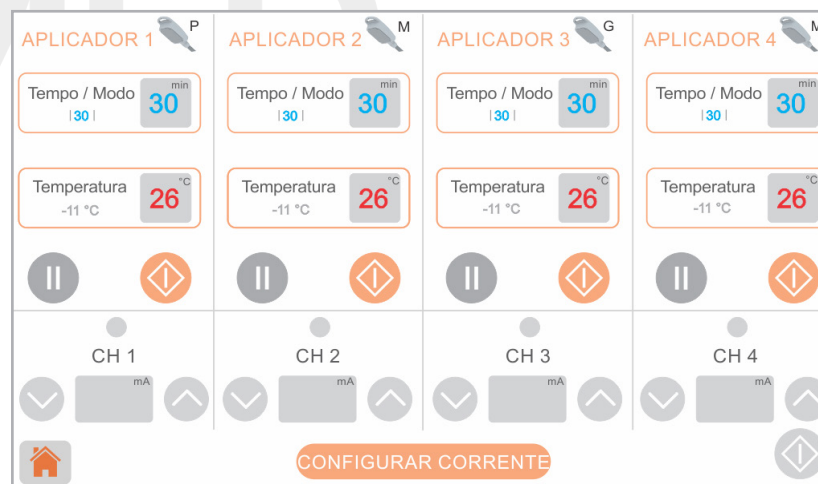 APLICADOR 1 P
Tempo / Modo
min
30
|30|
Temperatura
°C
26
-11 °C
CH 1
mA
APLICADOR 2 M
Tempo / Modo
min
30
|30|
Temperatura
°C
26
-11 °C
CH 2
mA
APLICADOR 3 G
Tempo / Modo
min
30
|30|
Temperatura
°C
26
-11 °C
CH 3
mA
APLICADOR 4 M
Tempo / Modo
min
30
|30|
Temperatura
°C
26
-11 °C
CH 4
mA
CONFIGURAR CORRENTE